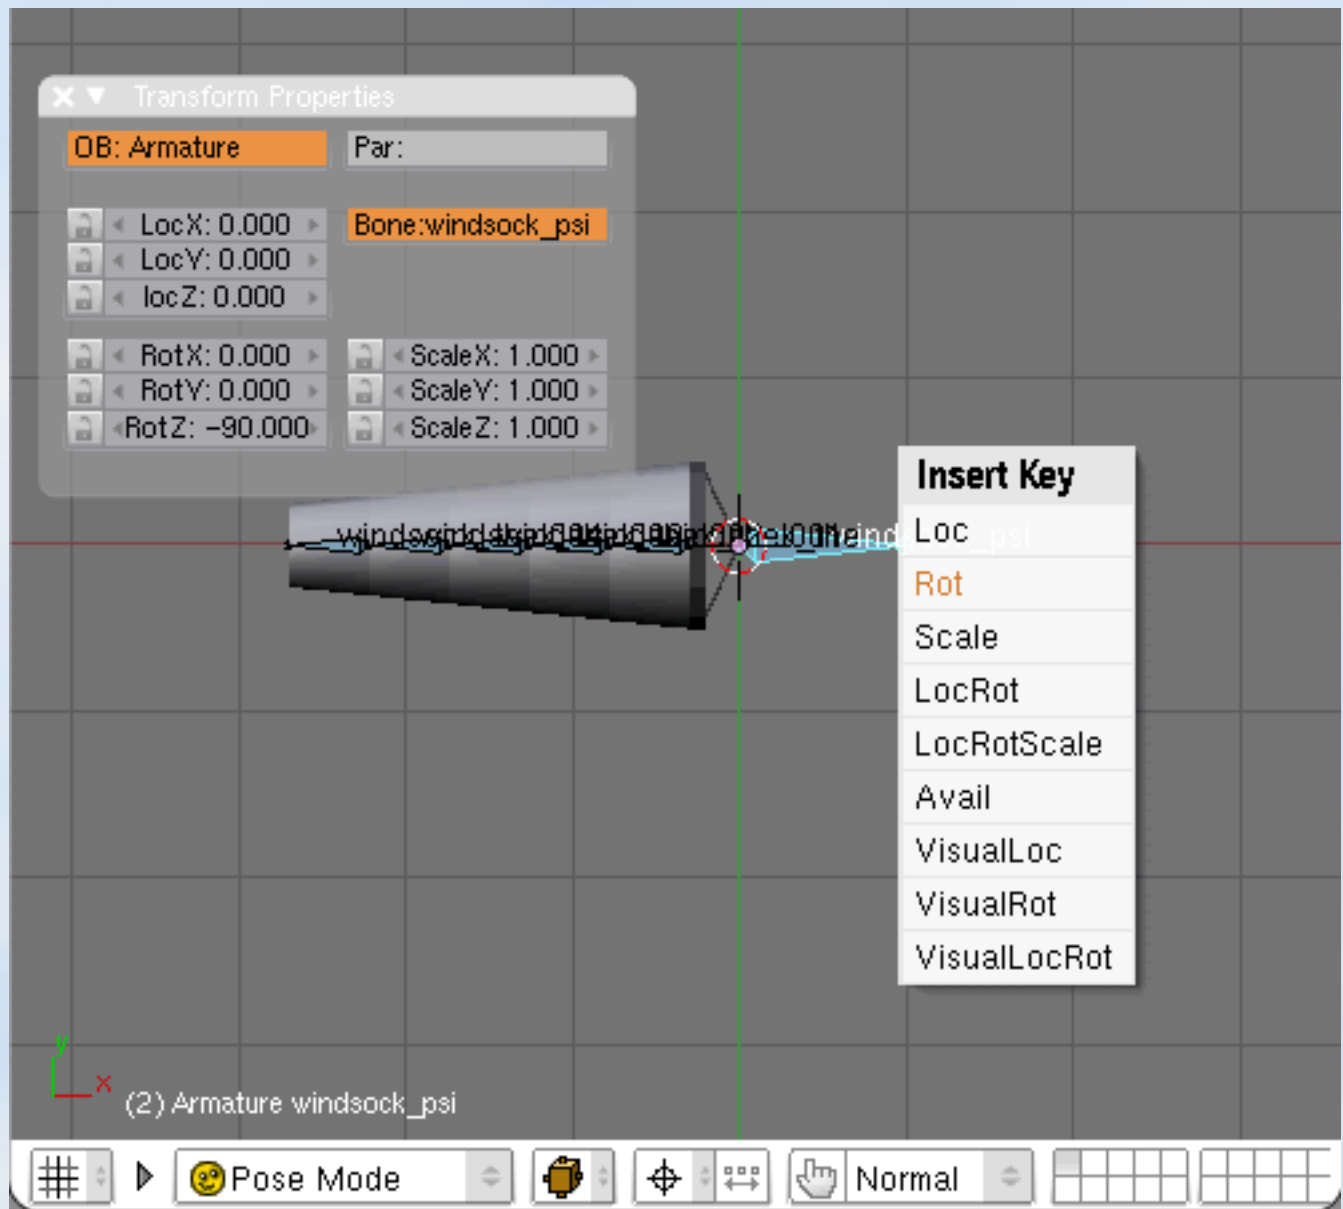 Transform Properties
OB: Armature
Par:
LocX: 0.000
Bone:windsock_psi
LocY: 0.000
locZ: 0.000
RotX: 0.000
ScaleX: 1.000
RotY: 0.000
ScaleY: 1.000
RotZ: -90.000
ScaleZ: 1.000
Insert Key
Loc
Rot
Scale
LocRot
LocRotScale
Avail
VisualLoc
VisualRot
VisualLocRot
y
x
(2) Armature windsock_psi
Pose Mode
Normal